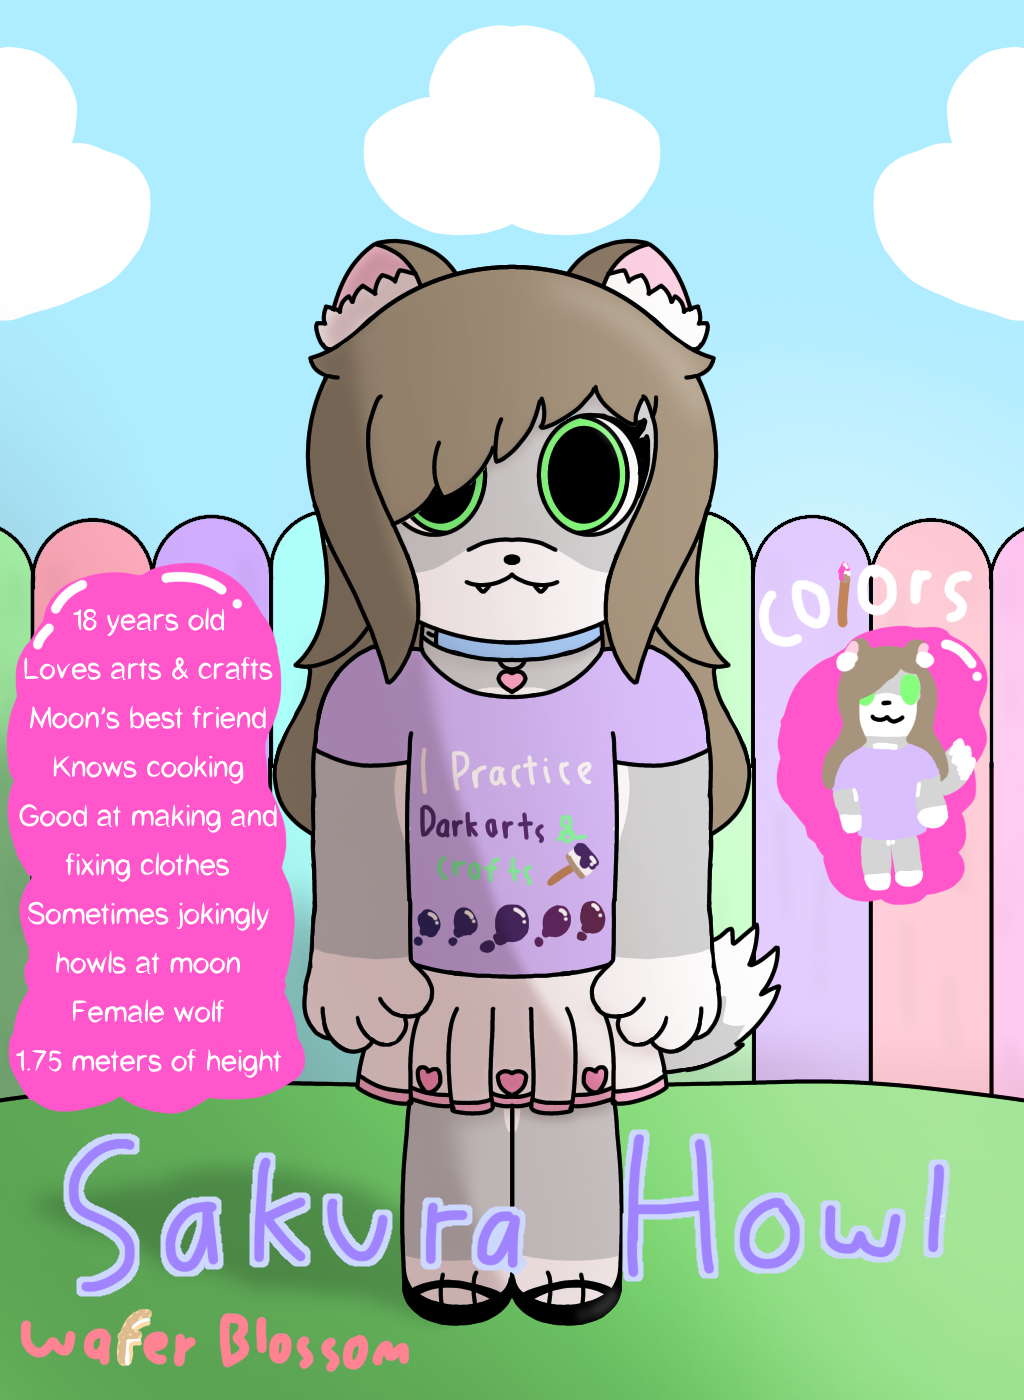 18 years old
Loves arts & crafts
Moon's best friend
Knows cooking
Good at making and
fixing clothes
Sometimes jokingly
howls at moon
Female wolf
1.75 meters of height
I Practice
Dark arts &
crafts
colors
Sakura Howl
wafer Blossom